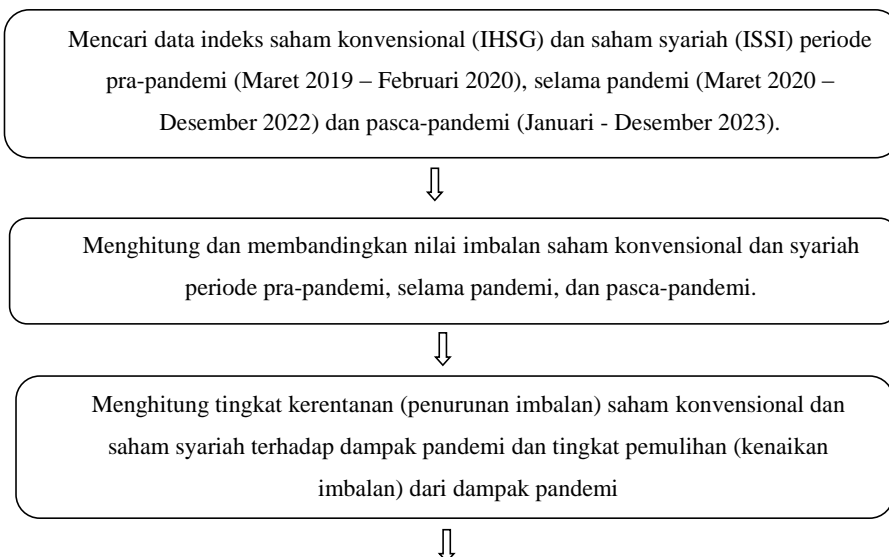 Mencari data indeks saham konvensional (IHSG) dan saham syariah (ISSI) periode
pra-pandemi (Maret 2019 – Februari 2020), selama pandemi (Maret 2020 –
Desember 2022) dan pasca-pandemi (Januari - Desember 2023).
Menghitung dan membandingkan nilai imbalan saham konvensional dan syariah
periode pra-pandemi, selama pandemi, dan pasca-pandemi.
Menghitung tingkat kerentanan (penurunan imbalan) saham konvensional dan
saham syariah terhadap dampak pandemi dan tingkat pemulihan (kenaikan
imbalan) dari dampak pandemi